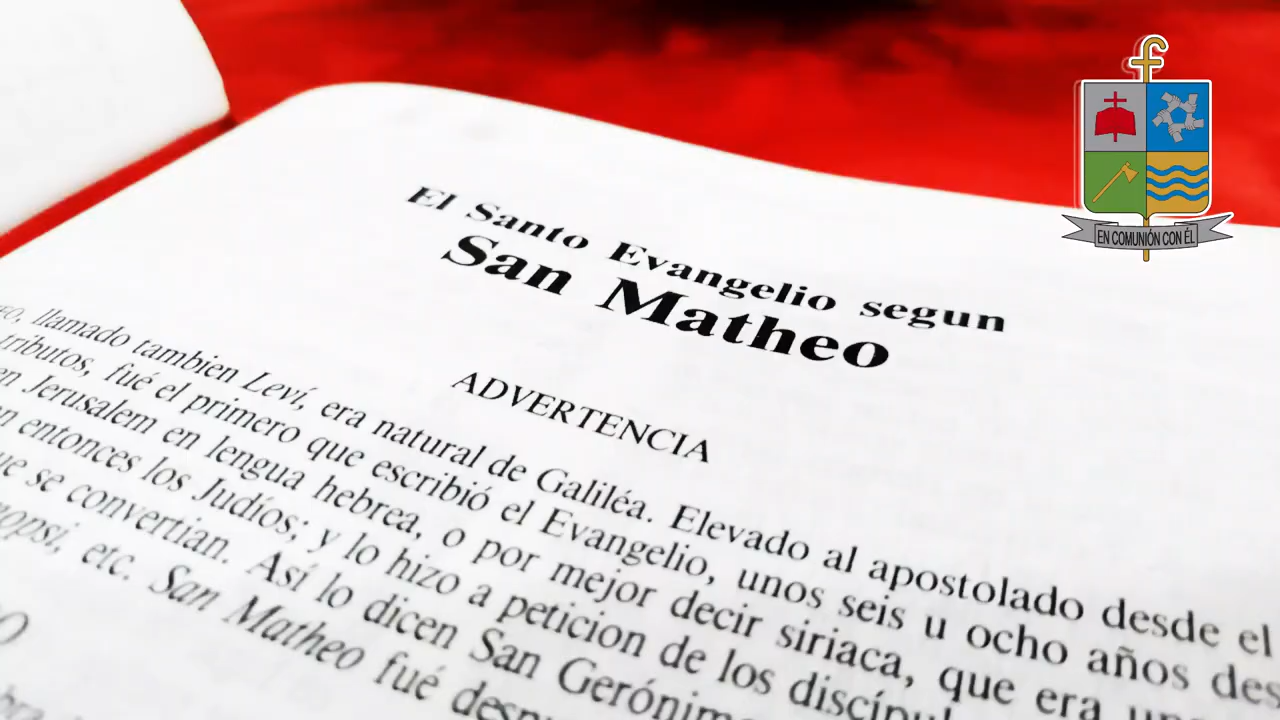 El Santo Evangelio segun
San Matheo
ADVERTENCIA
llamado tambien Leví, era natural de Galiléa. Elevado al apostolado desde el
tributos, fué el primero que escribió el Evangelio, unos seis u ocho años
en Jerusalem en lengua hebrea, o por mejor decir siriaca, que era
entonces los Judíos; y lo hizo a peticion de los
se convertian. Así lo dicen San
etc. San Matheo fué
EN COMUNIÓN CON ÉL